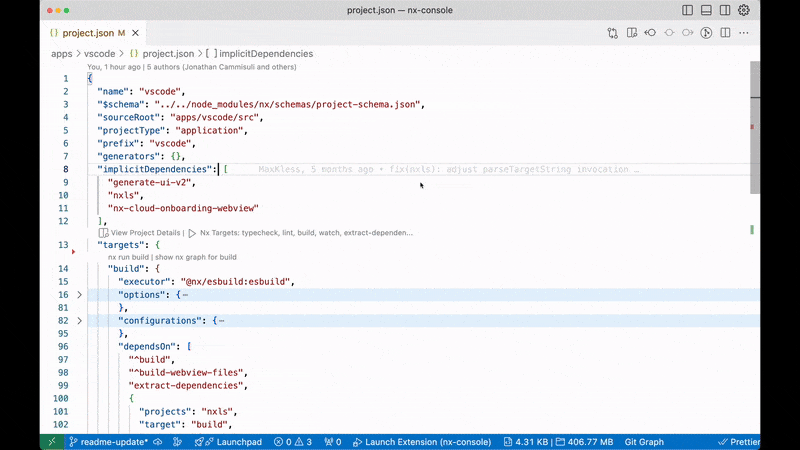 project.json — nx-console
project.json M
apps > vscode > project.json > [ ] implicitDependencies
You, 1 hour ago | 5 authors (Jonathan Cammisuli and others)
1 {
2 "name": "vscode",
3 "$schema": "../../node_modules/nx/schemas/project-schema.json",
4 "sourceRoot": "apps/vscode/src",
5 "projectType": "application",
6 "prefix": "vscode",
7 "generators": {},
8 "implicitDependencies": [ MaxKless, 5 months ago • fix(nxls): adjust parseTargetString invocation …
9 "generate-ui-v2",
10 "nxls",
11 "nx-cloud-onboarding-webview"
12 ],
View Project Details | Nx Targets: typecheck, lint, build, watch, extract-dependen...
13 "targets": {
nx run build | show nx graph for build
14 "build": {
15 "executor": "@nx/esbuild:esbuild",
16 "options": {…
81 },
82 "configurations": {…
95 },
96 "dependsOn": [
97 "^build",
98 "^build-webview-files",
99 "extract-dependencies",
100 {
101 "projects": "nxls",
102 "target": "build",
readme-update* Launchpad 0 3 0 Launch Extension (nx-console) 4.31 KB | 406.77 MB Git Graph Prettier